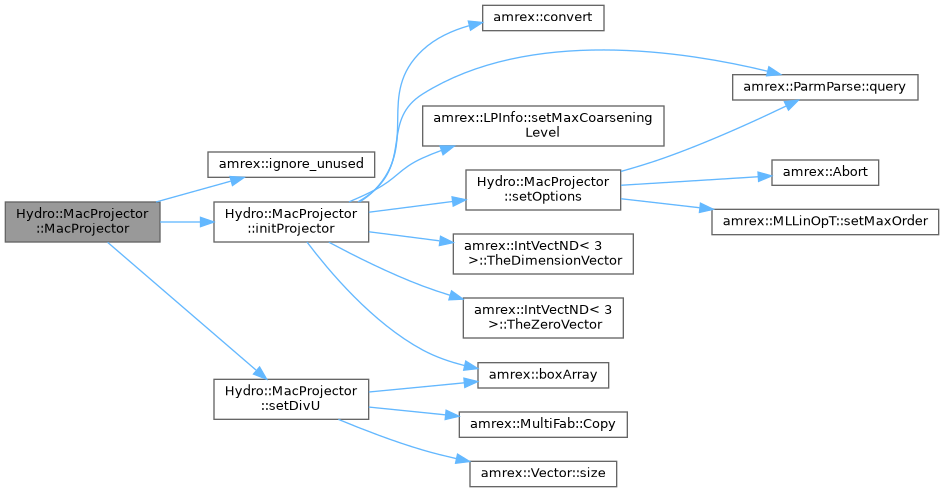 amrex::convert
amrex::ParmParse::query
amrex::LPInfo::setMaxCoarsening
Level
amrex::ignore_unused
amrex::Abort
Hydro::MacProjector
::setOptions
Hydro::MacProjector
::MacProjector
Hydro::MacProjector
::initProjector
amrex::MLLinOpT::setMaxOrder
amrex::IntVectND< 3
>::TheDimensionVector
amrex::IntVectND< 3
>::TheZeroVector
amrex::boxArray
Hydro::MacProjector
::setDivU
amrex::MultiFab::Copy
amrex::Vector::size